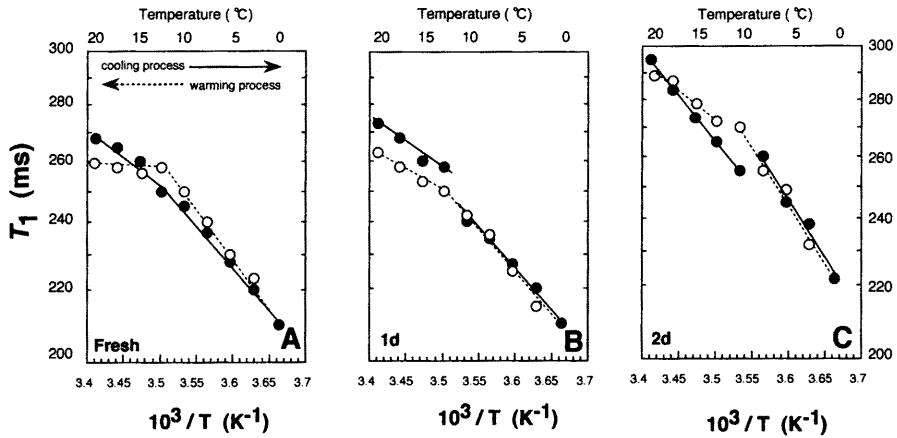 Temperature ( °C)
20 15 10 5 0
Temperature ( °C)
20 15 10 5 0
Temperature ( °C)
20 15 10 5 0
T1 (ms)
300
280
260
240
220
200
cooling process
warming process
Fresh
A
1d
B
2d
C
300
280
260
240
220
200
3.4 3.45 3.5 3.55 3.6 3.65 3.7
3.4 3.45 3.5 3.55 3.6 3.65 3.7
3.4 3.45 3.5 3.55 3.6 3.65 3.7
10³/T (K⁻¹)
10³/T (K⁻¹)
10³/T (K⁻¹)